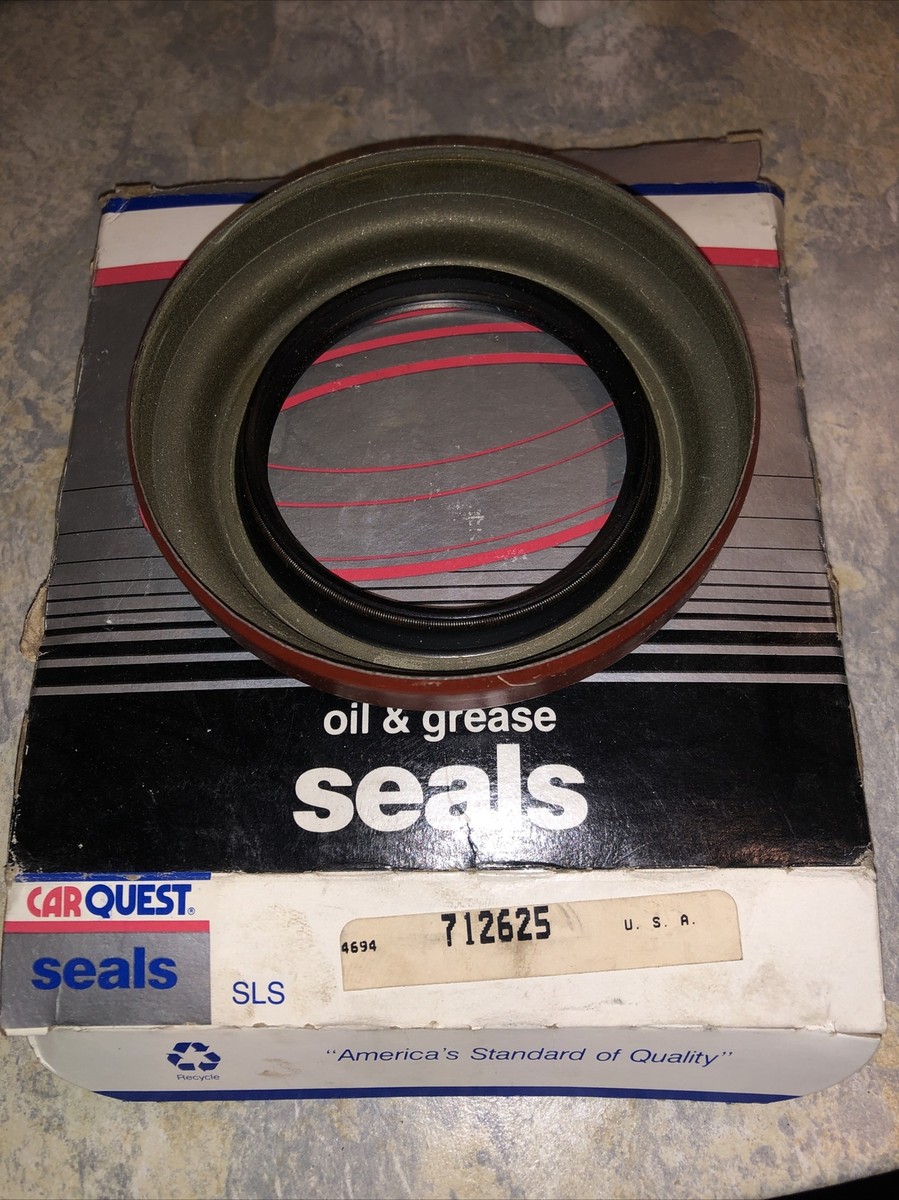 oil & grease
seals
CARQUEST®
seals
SLS
4694 712625 U. S. A.
Recycle
“America's Standard of Quality”